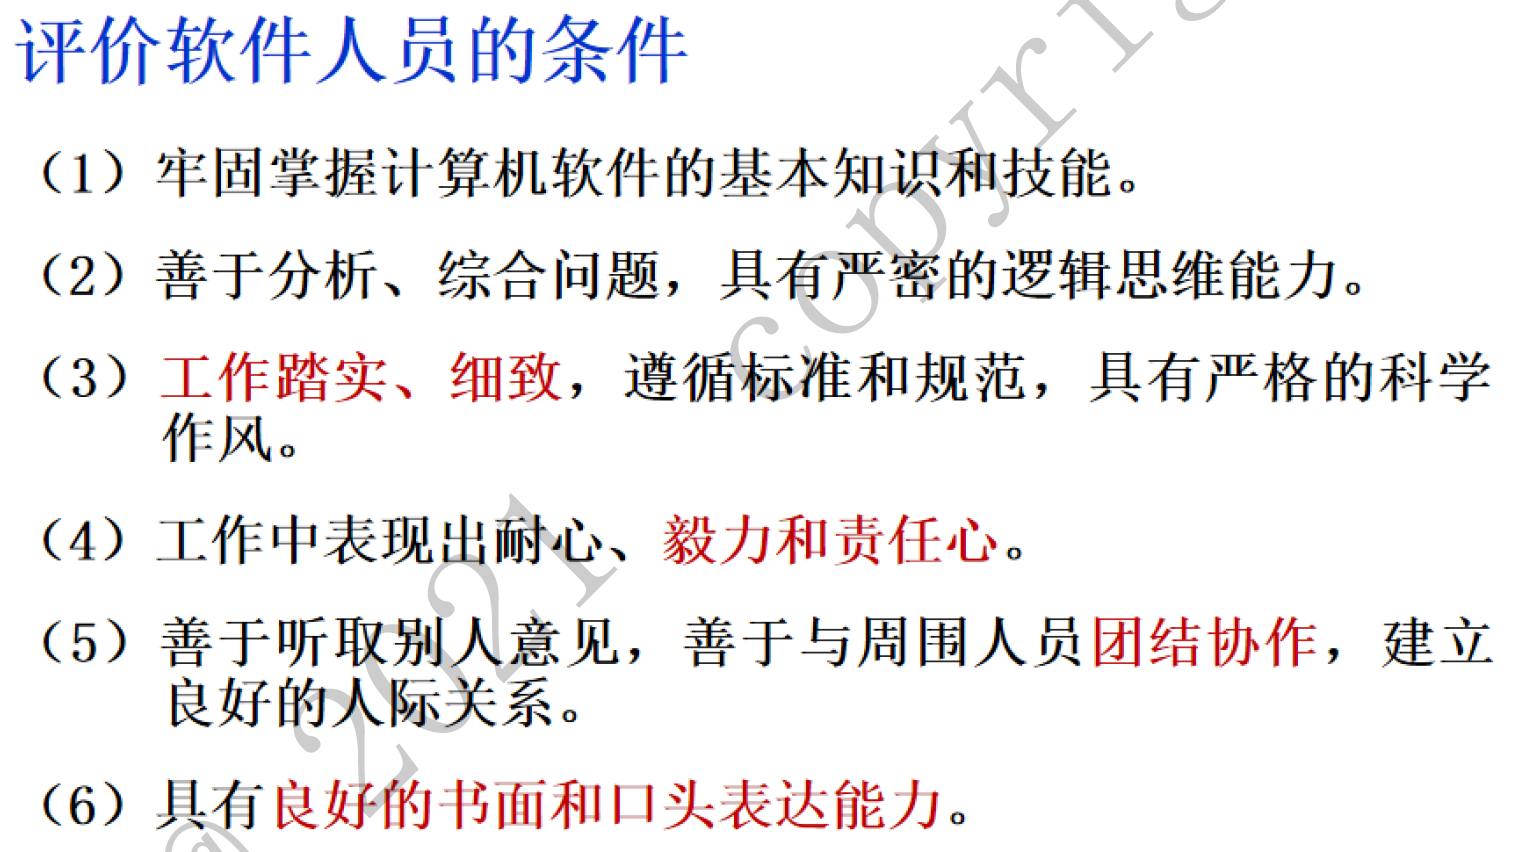 评价软件人员的条件
（1）牢固掌握计算机软件的基本知识和技能。
（2）善于分析、综合问题，具有严密的逻辑思维能力。
（3）工作踏实、细致，遵循标准和规范，具有严格的科学
作风。
（4）工作中表现出耐心、毅力和责任心。
（5）善于听取别人意见，善于与周围人员团结协作，建立
良好的人际关系。
（6）具有良好的书面和口头表达能力。
@ 2021 copyri